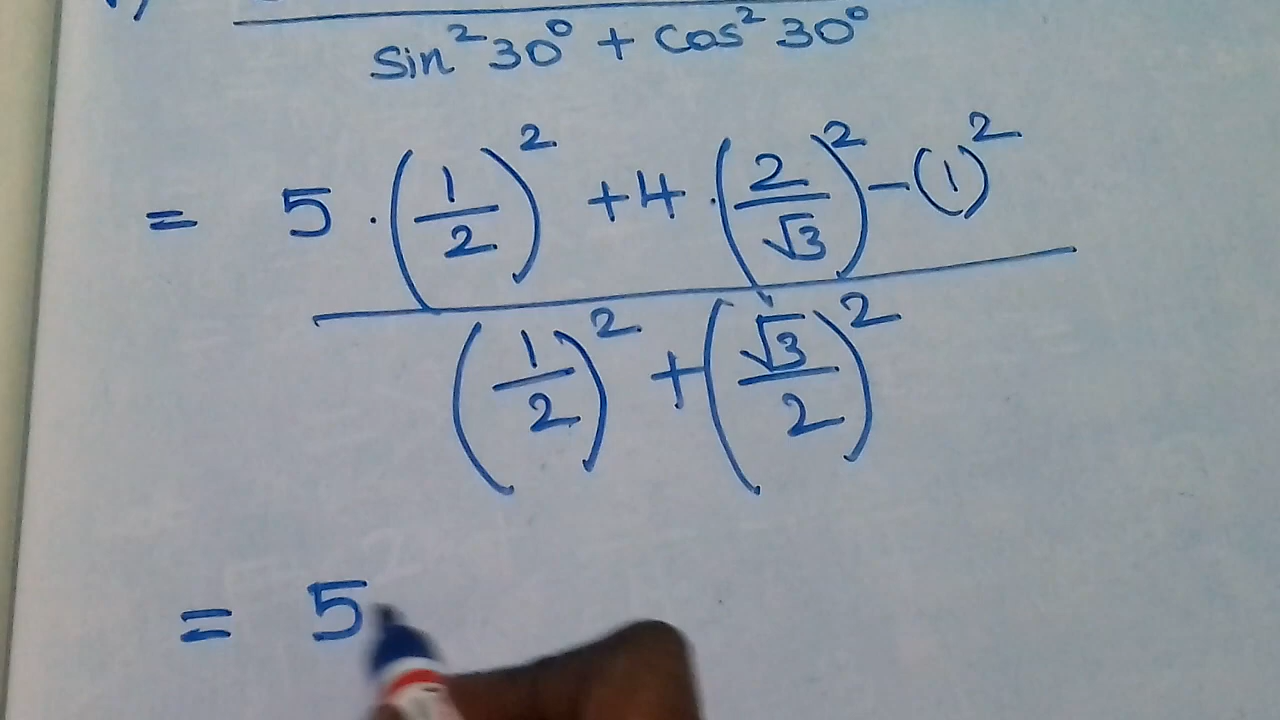 sin²30° + cos²30°
= 5 · (1/2)² + 4 · (2/√3)² − (1)²
(1/2)² + (√3/2)²
= 5